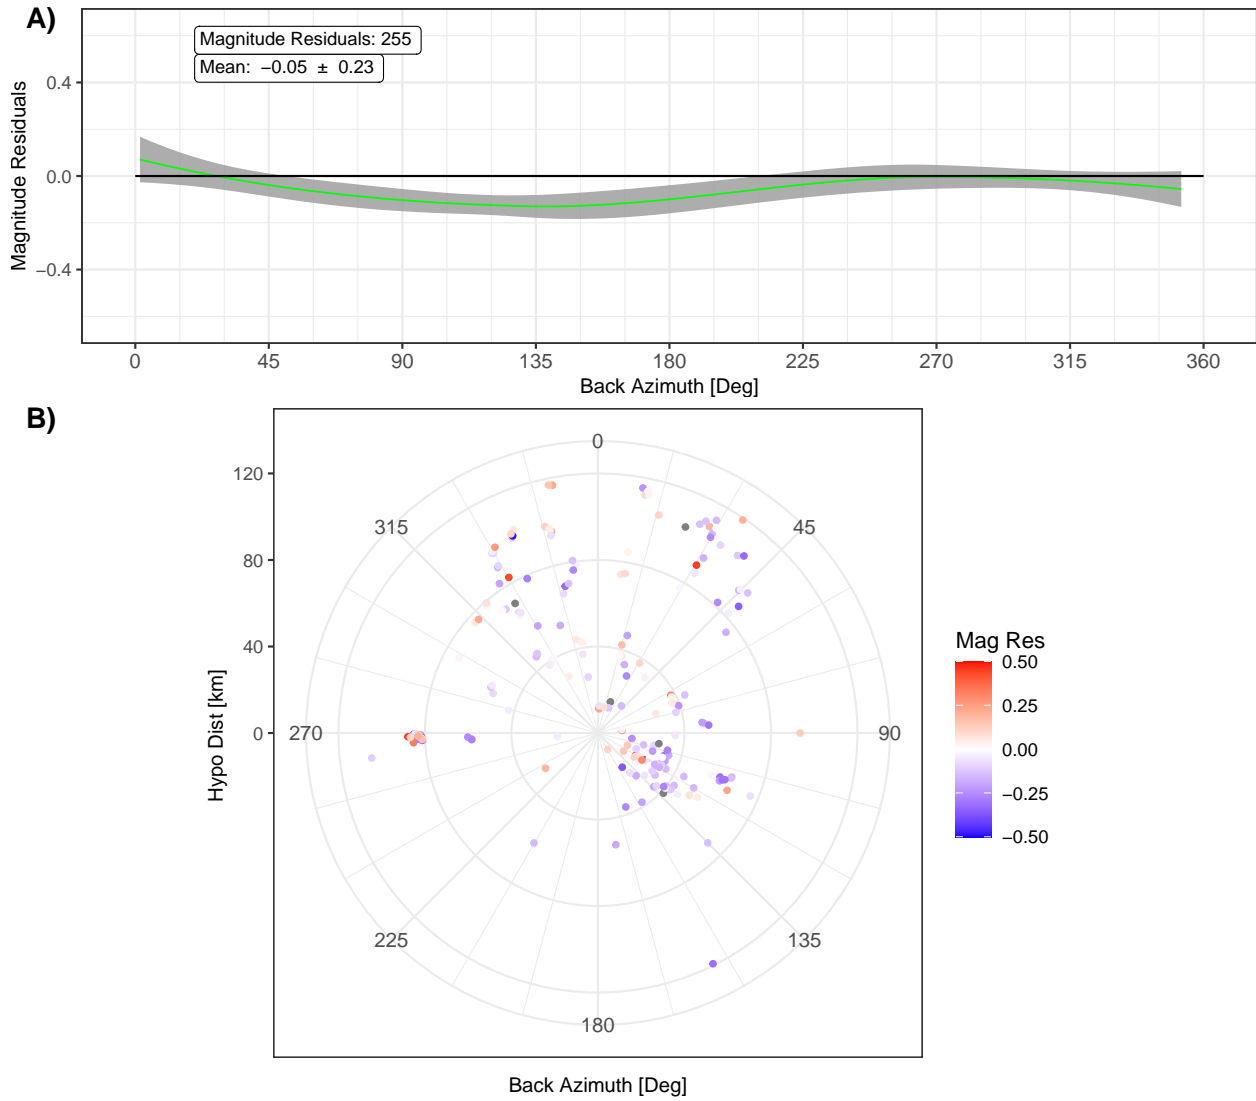 A)
Magnitude Residuals: 255
Mean: −0.05 ± 0.23
Magnitude Residuals
0.4
0.0
−0.4
0 45 90 135 180 225 270 315 360
Back Azimuth [Deg]
B)
Hypo Dist [km]
120
80
40
0
0
45
90
135
180
225
270
315
Back Azimuth [Deg]
Mag Res
0.50
0.25
0.00
−0.25
−0.50